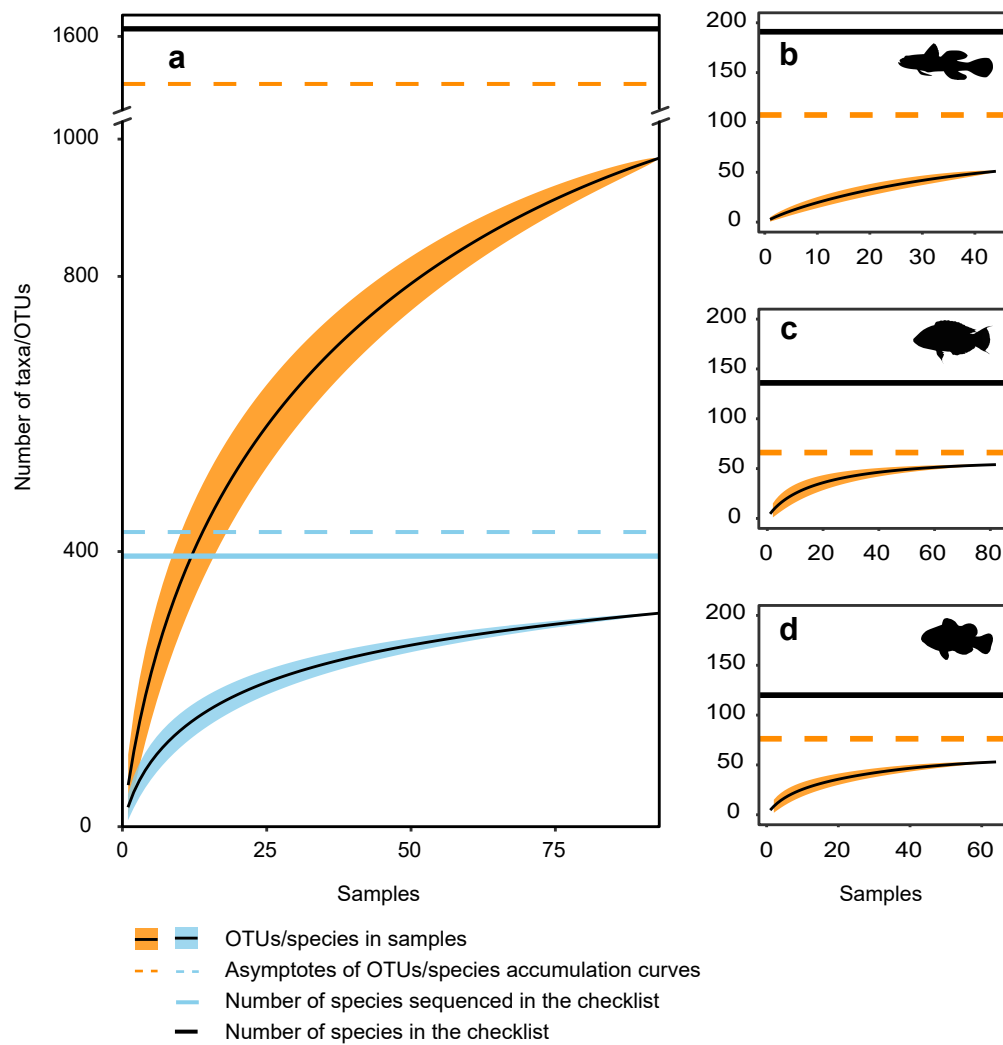 a
1600
1000
800
400
0
0 25 50 75
Number of taxa/OTUs
Samples
b
200
150
100
50
0
0 10 20 30 40
c
200
150
100
50
0
0 20 40 60 80
d
200
150
100
50
0
0 20 40 60
Samples
OTUs/species in samples
Asymptotes of OTUs/species accumulation curves
Number of species sequenced in the checklist
Number of species in the checklist